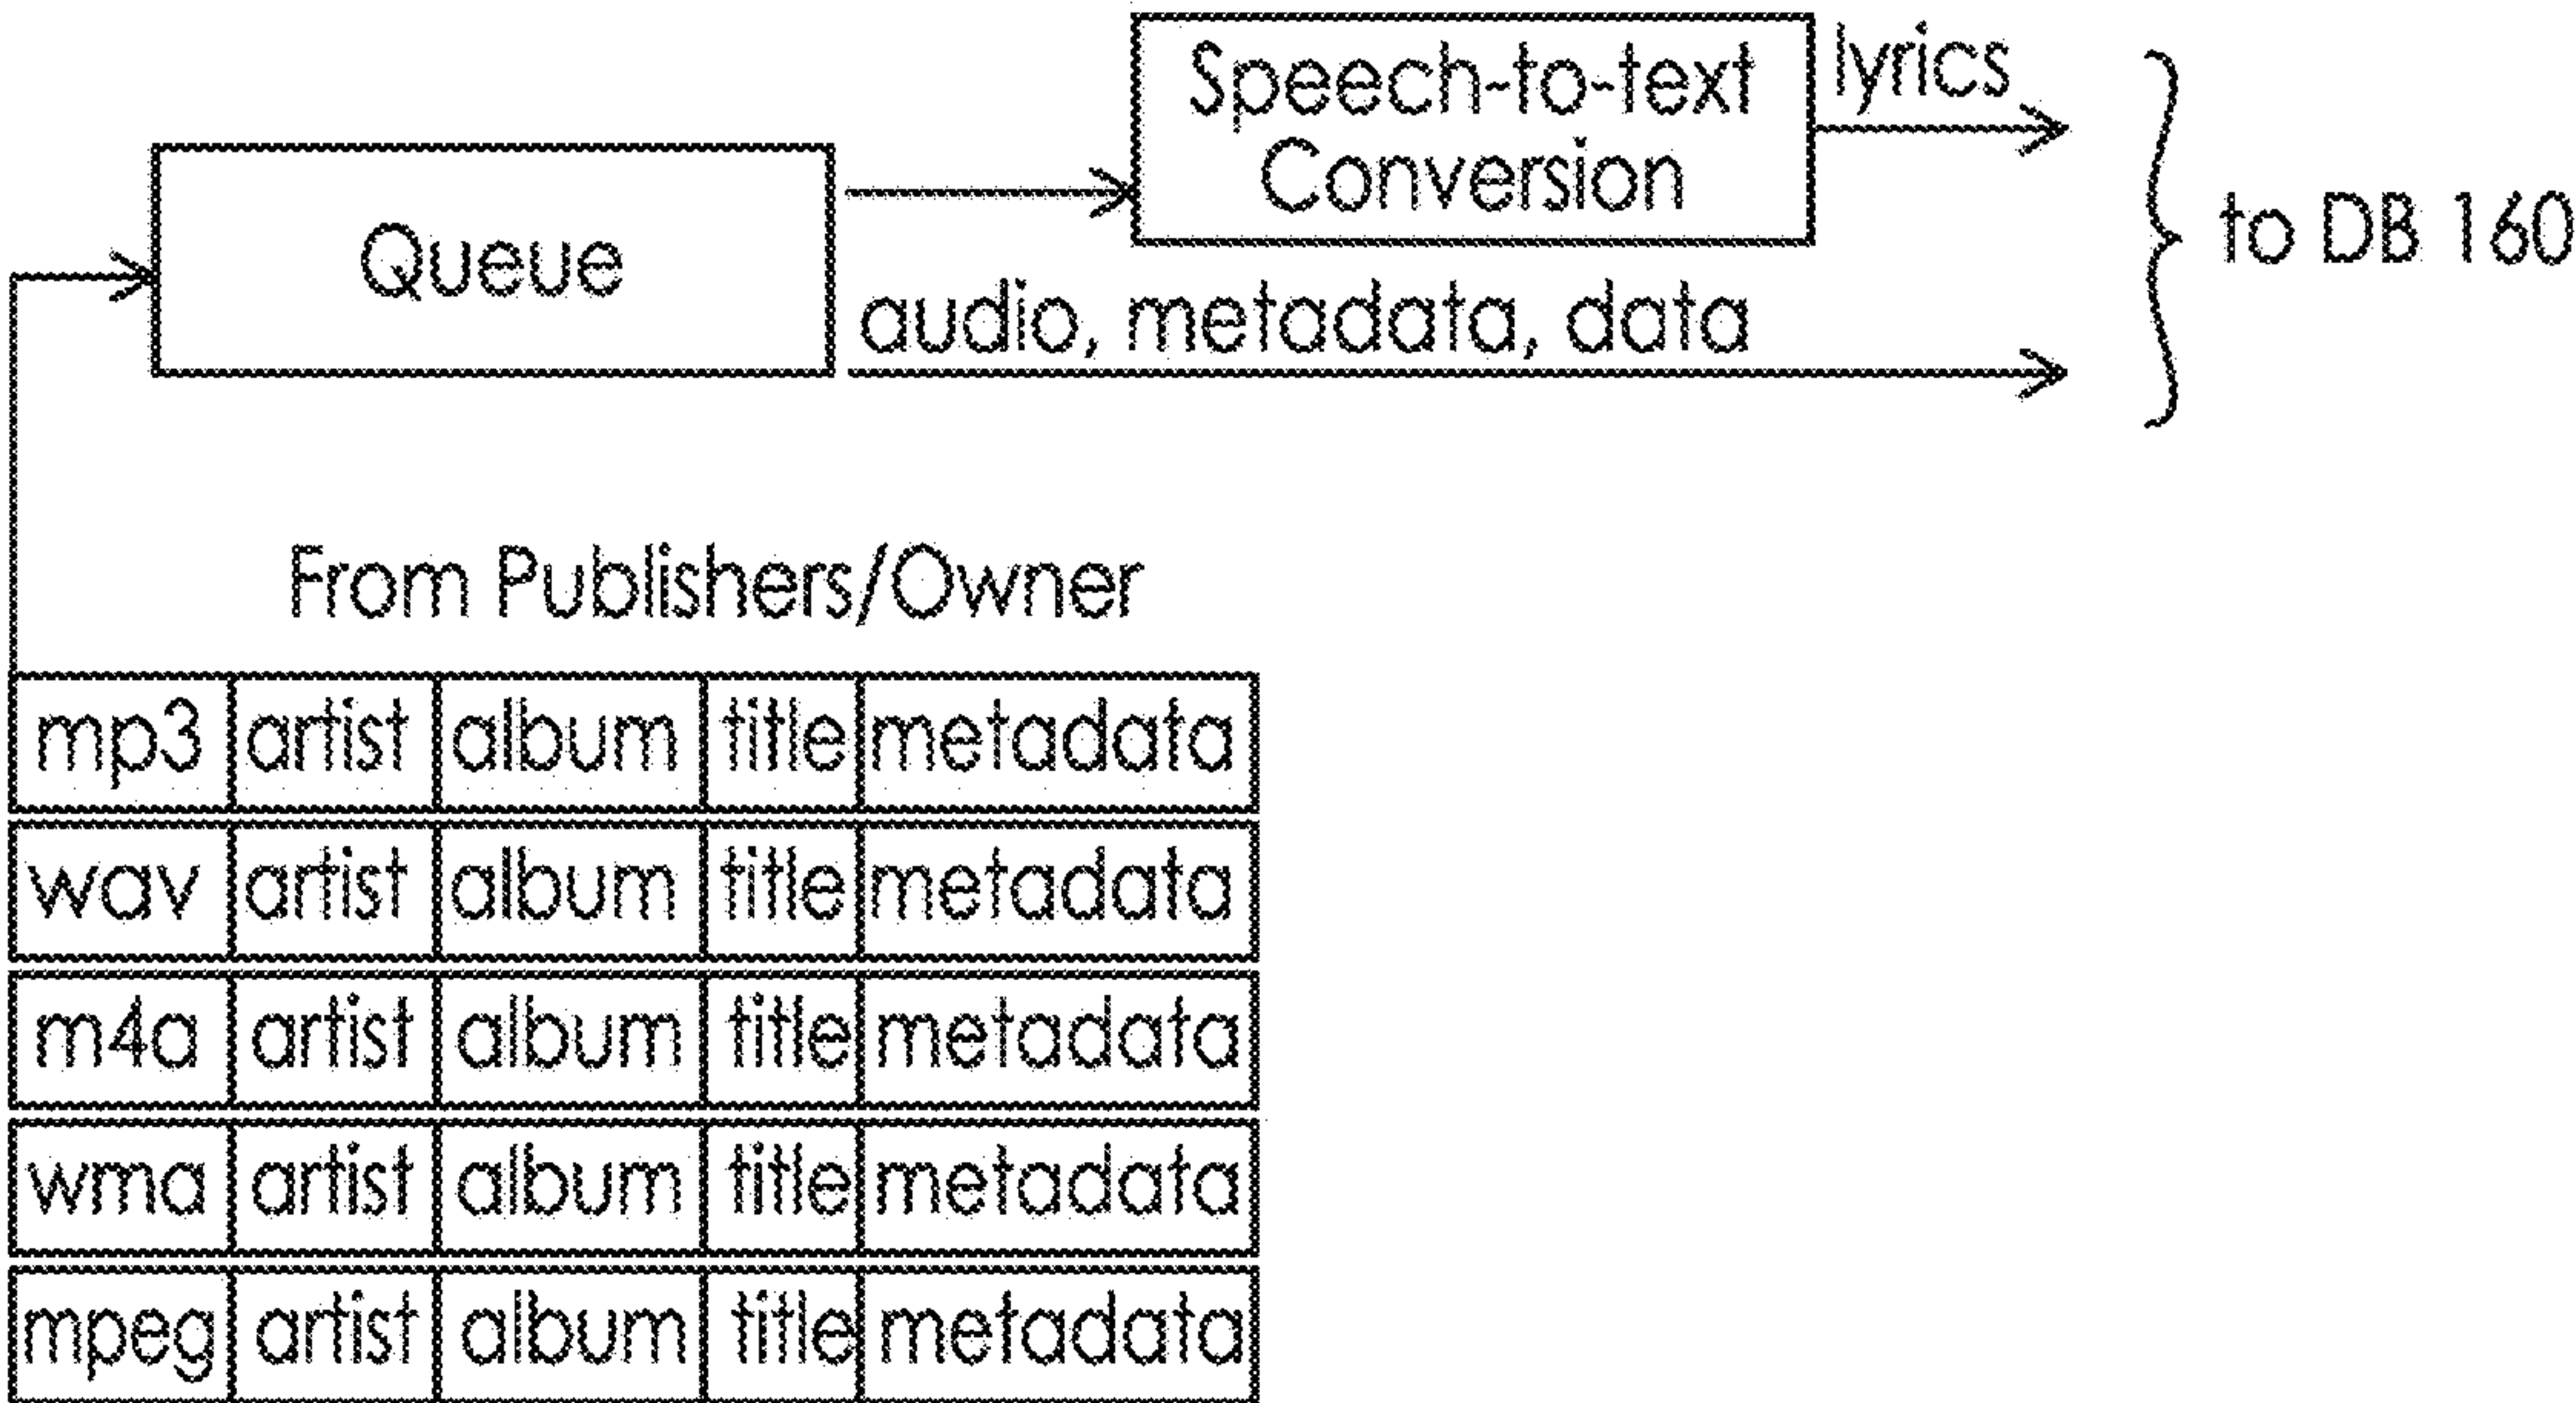 Speech-to-text
Conversion
lyrics
Queue
to DB 160
audio, metadata, data
From Publishers/Owner
mp3 artist album title metadata
wav artist album title metadata
m4a artist album title metadata
wma artist album title metadata
mpeg artist album title metadata